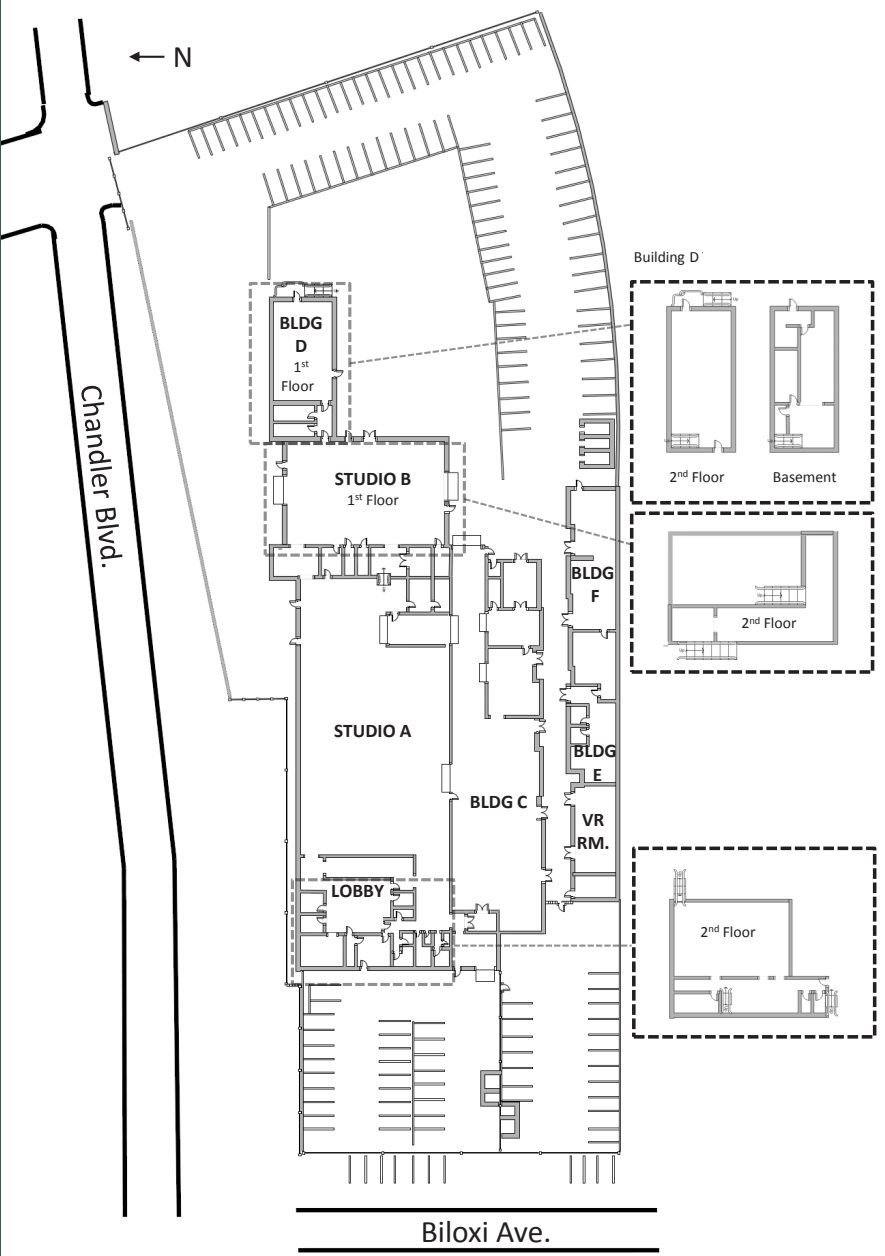 N
Building D
BLDG
D
1st
Floor
Chandler Blvd.
2nd Floor
Basement
STUDIO B
1st Floor
BLDG
F
2nd Floor
STUDIO A
BLDG
E
BLDG C
VR
RM.
LOBBY
2nd Floor
Biloxi Ave.